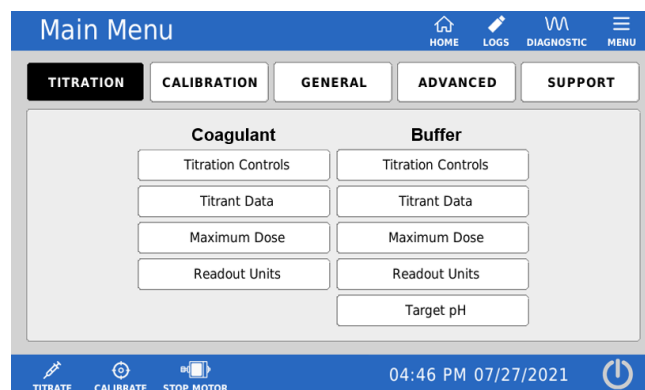 Main Menu
HOME LOGS DIAGNOSTIC MENU
TITRATION CALIBRATION GENERAL ADVANCED SUPPORT
Coagulant Buffer
Titration Controls Titration Controls
Titrant Data Titrant Data
Maximum Dose Maximum Dose
Readout Units Readout Units
Target pH
TITRATE CALIBRATE STOP MOTOR 04:46 PM 07/27/2021